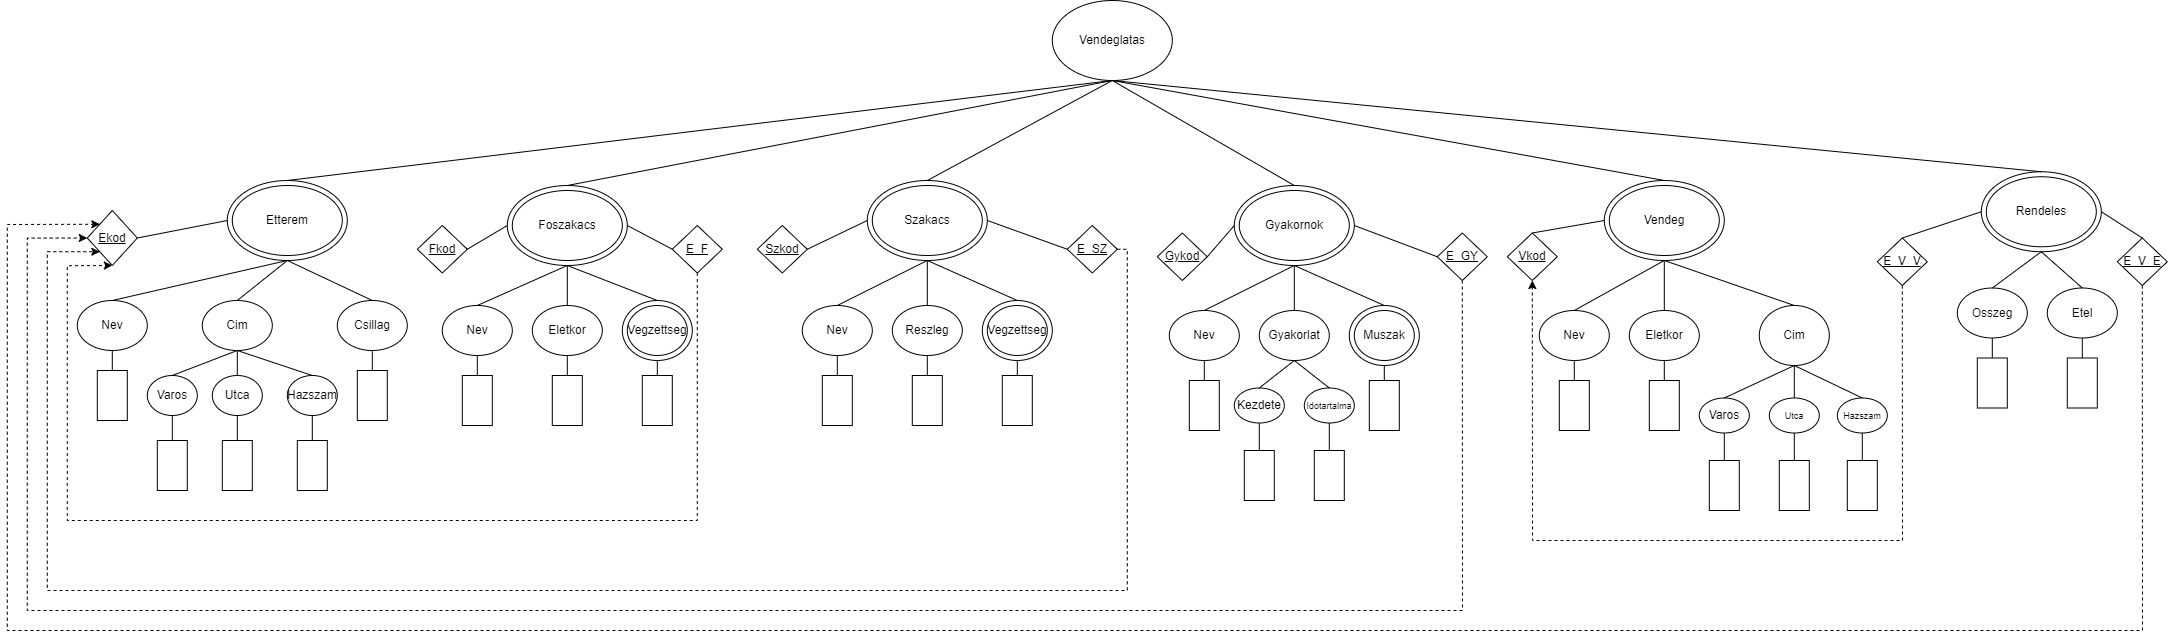 Vendeglatas
Etterem
Foszakacs
Szakacs
Gyakornok
Vendeg
Rendeles
Ekod
Fkod
E_F
Szkod
E_SZ
Gykod
E_GY
Vkod
E_V_V
E_V_E
Nev
Cim
Csillag
Nev
Eletkor
Vegzettseg
Nev
Reszleg
Vegzettseg
Nev
Gyakorlat
Muszak
Nev
Eletkor
Cim
Osszeg
Etel
Varos
Utca
Hazszam
Kezdete
Idotartalma
Varos
Utca
Hazszam